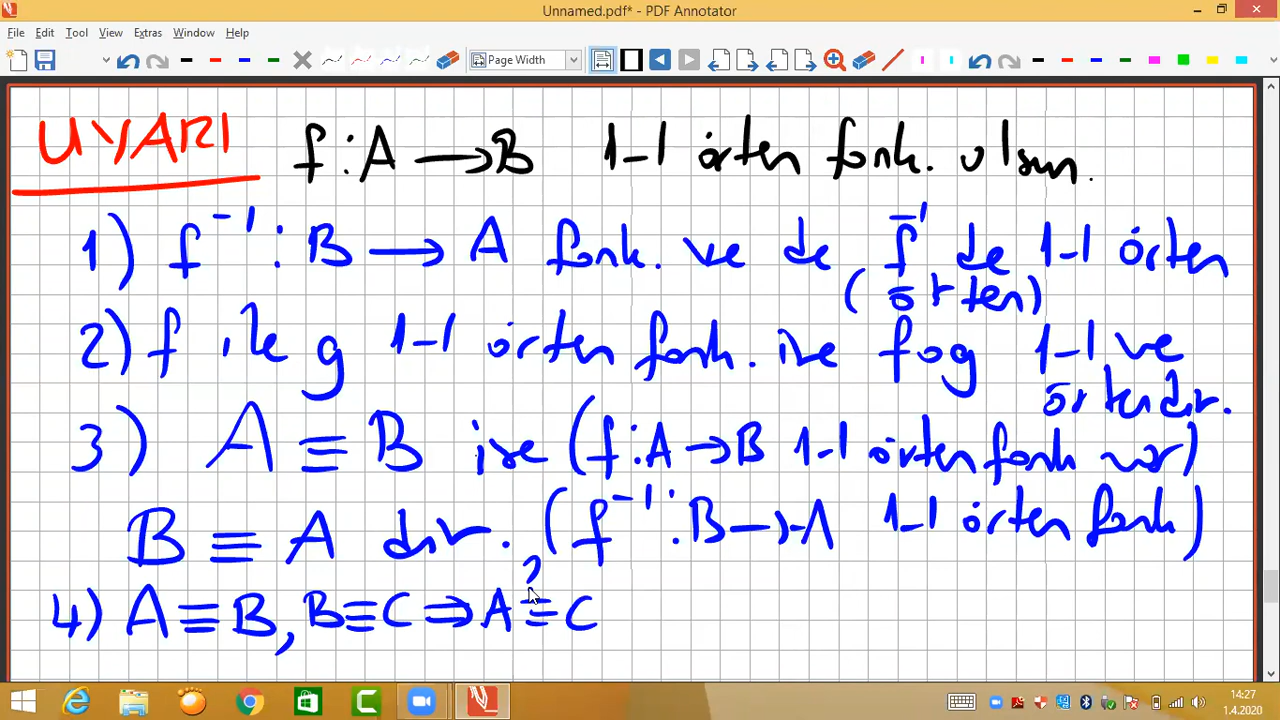 Unnamed.pdf* - PDF Annotator
File Edit Tool View Extras Window Help
Page Width
UYARI f : A → B 1-1 örten fonk. olsun.
1) f⁻¹ : B → A fonk. ve de f⁻¹ de 1-1 örten
(örten)
2) f ile g 1-1 örten fonk. ise fog 1-1 ve
örtendir.
3) A ≡ B ise (f : A → B 1-1 örten fonk var)
B ≡ A dır. (f⁻¹ : B → A 1-1 örten fonk)
?
4) A ≡ B, B ≡ C ⇒ A ≡ C
14:27
1.4.2020